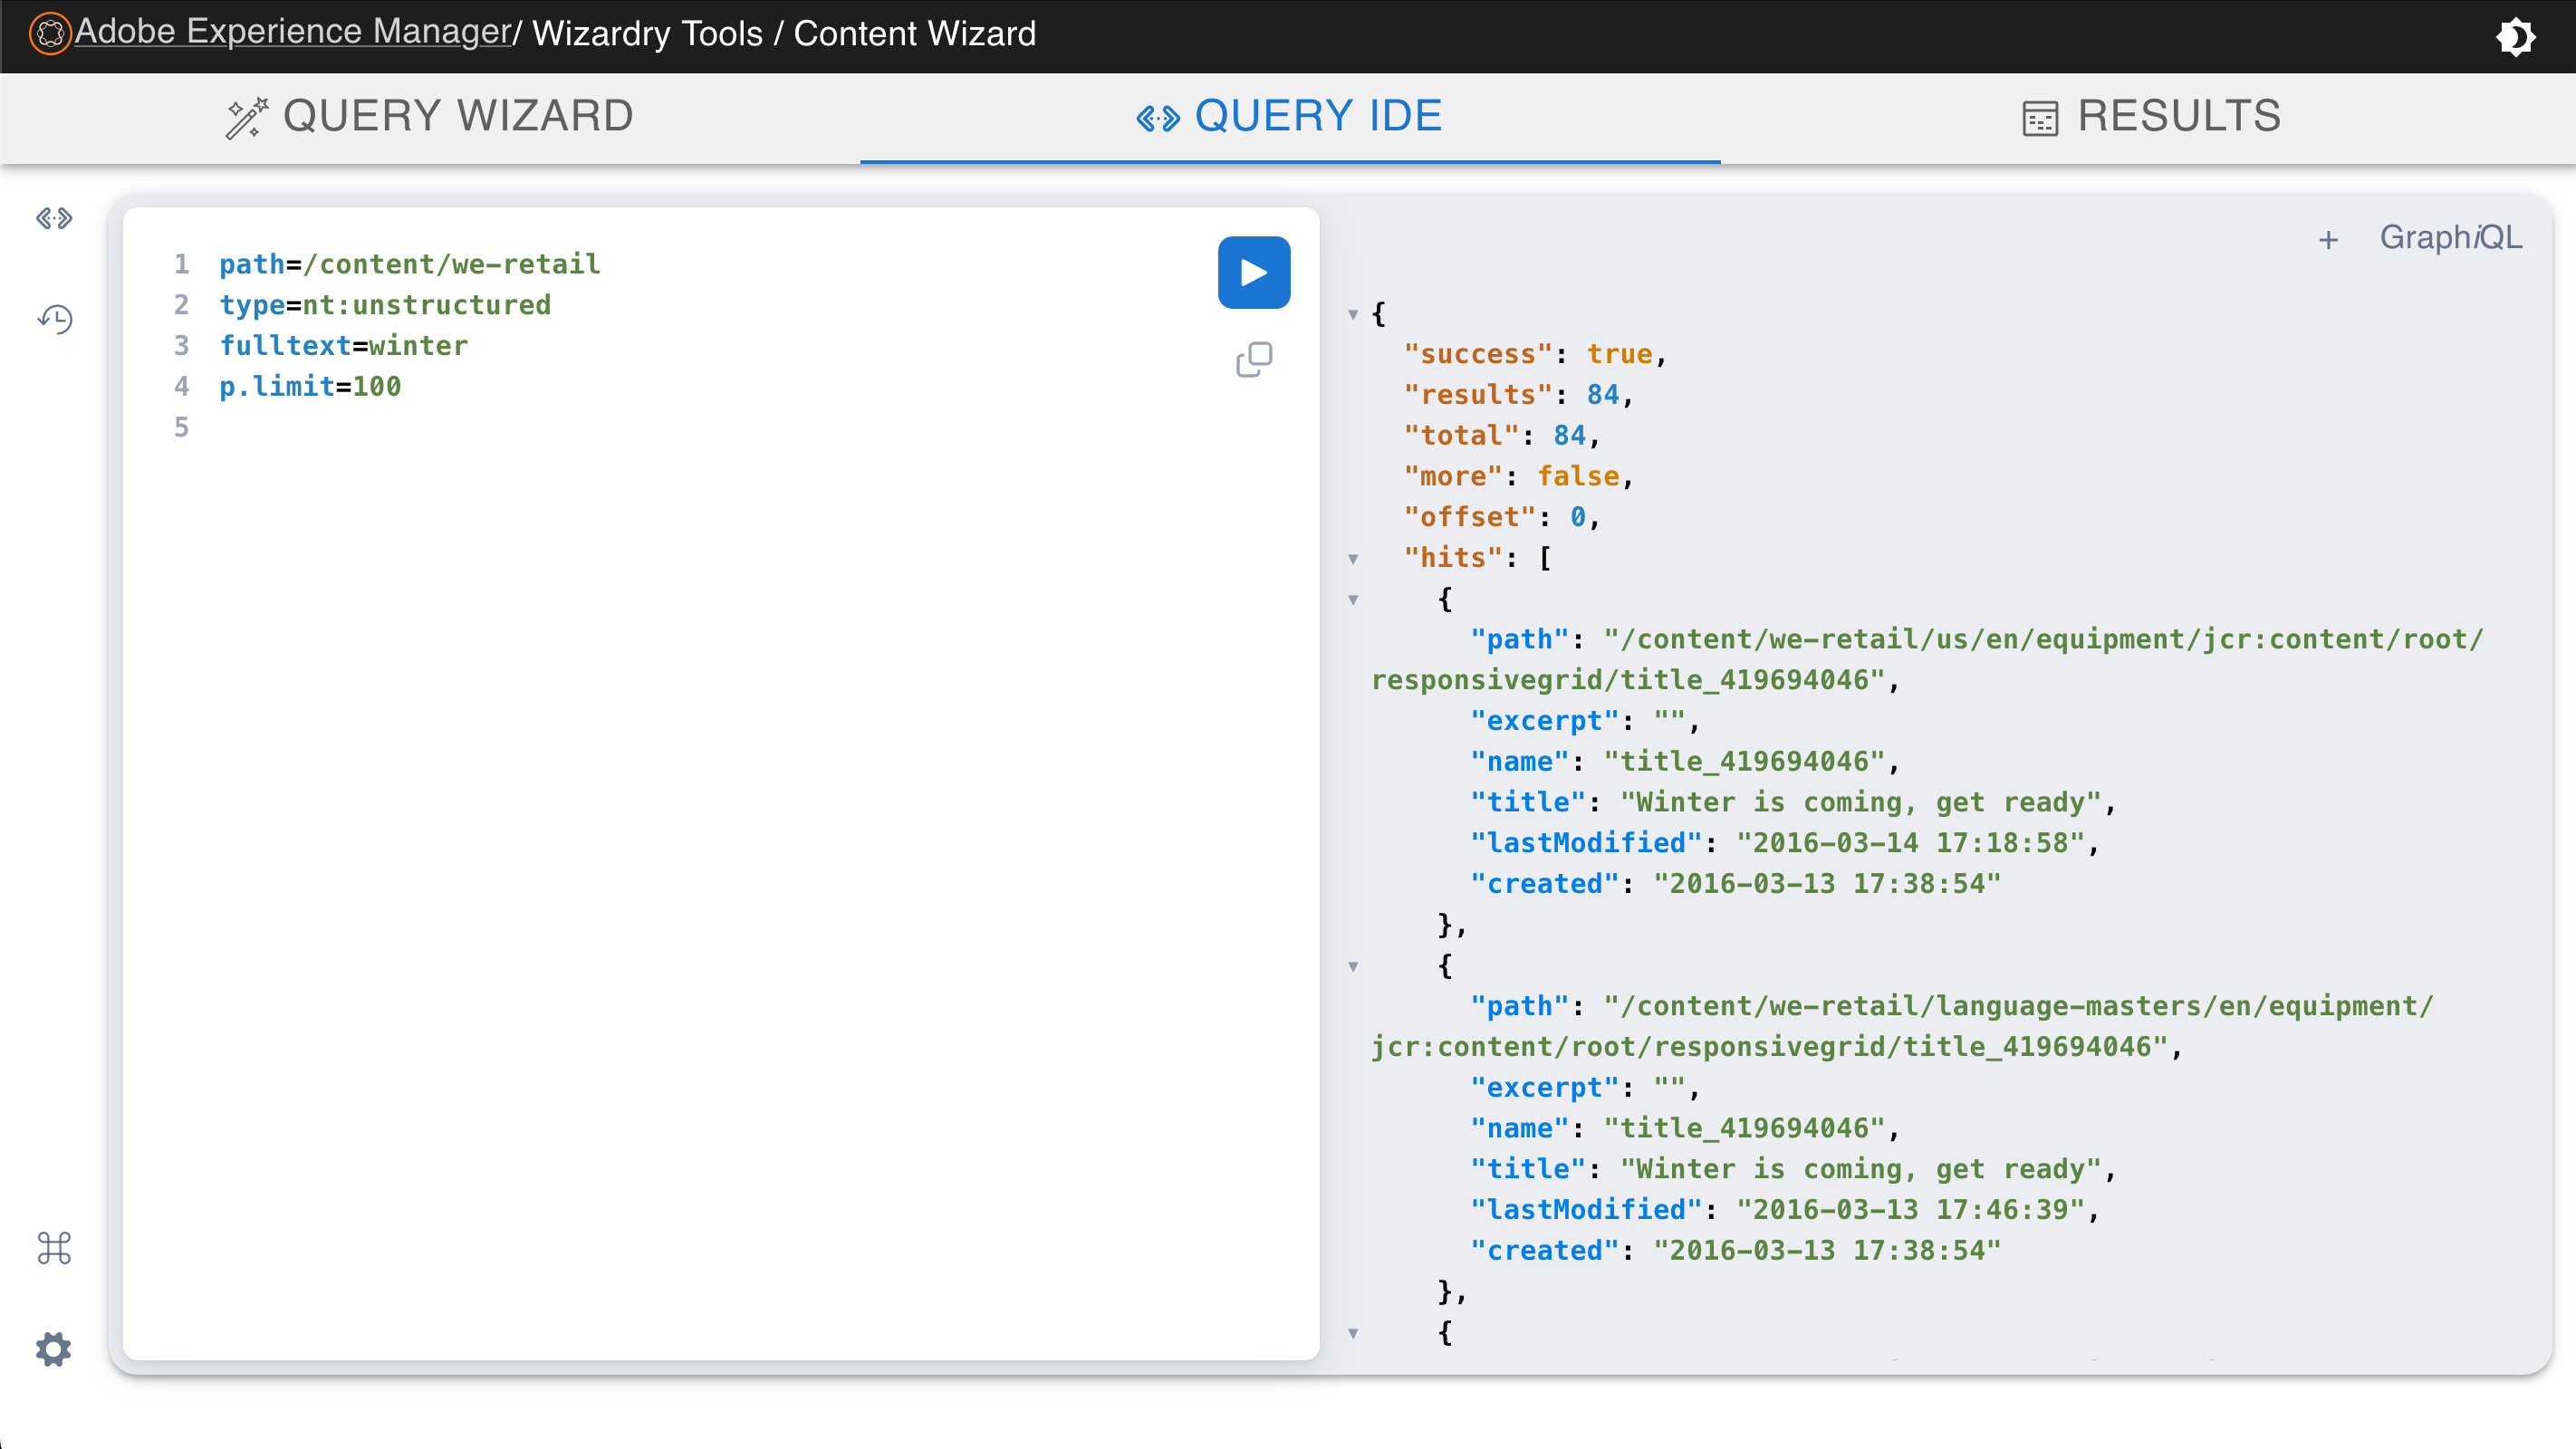 Adobe Experience Manager/ Wizardry Tools / Content Wizard
QUERY WIZARD
QUERY IDE
RESULTS
1 path=/content/we-retail
2 type=nt:unstructured
3 fulltext=winter
4 p.limit=100
5
+ GraphiQL
{
"success": true,
"results": 84,
"total": 84,
"more": false,
"offset": 0,
"hits": [
{
"path": "/content/we-retail/us/en/equipment/jcr:content/root/
responsivegrid/title_419694046",
"excerpt": "",
"name": "title_419694046",
"title": "Winter is coming, get ready",
"lastModified": "2016-03-14 17:18:58",
"created": "2016-03-13 17:38:54"
},
{
"path": "/content/we-retail/language-masters/en/equipment/
jcr:content/root/responsivegrid/title_419694046",
"excerpt": "",
"name": "title_419694046",
"title": "Winter is coming, get ready",
"lastModified": "2016-03-13 17:46:39",
"created": "2016-03-13 17:38:54"
},
{